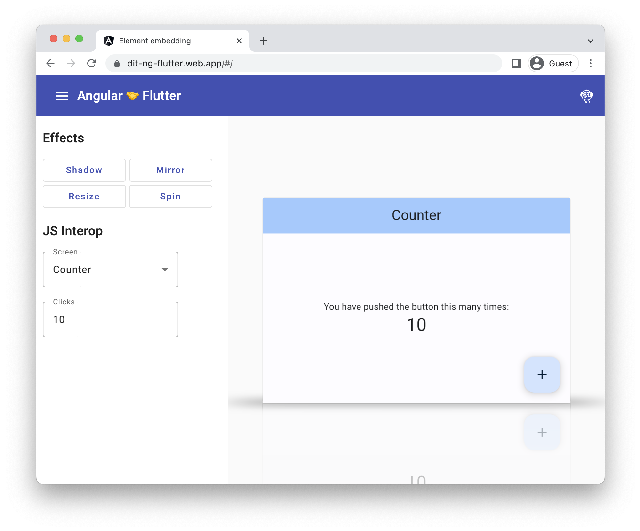 Element embedding
dit-ng-flutter.web.app/#/
Guest
Angular 🤝 Flutter
Effects
Shadow
Mirror
Resize
Spin
JS Interop
Screen
Counter
Clicks
10
Counter
You have pushed the button this many times:
10
+
+
10